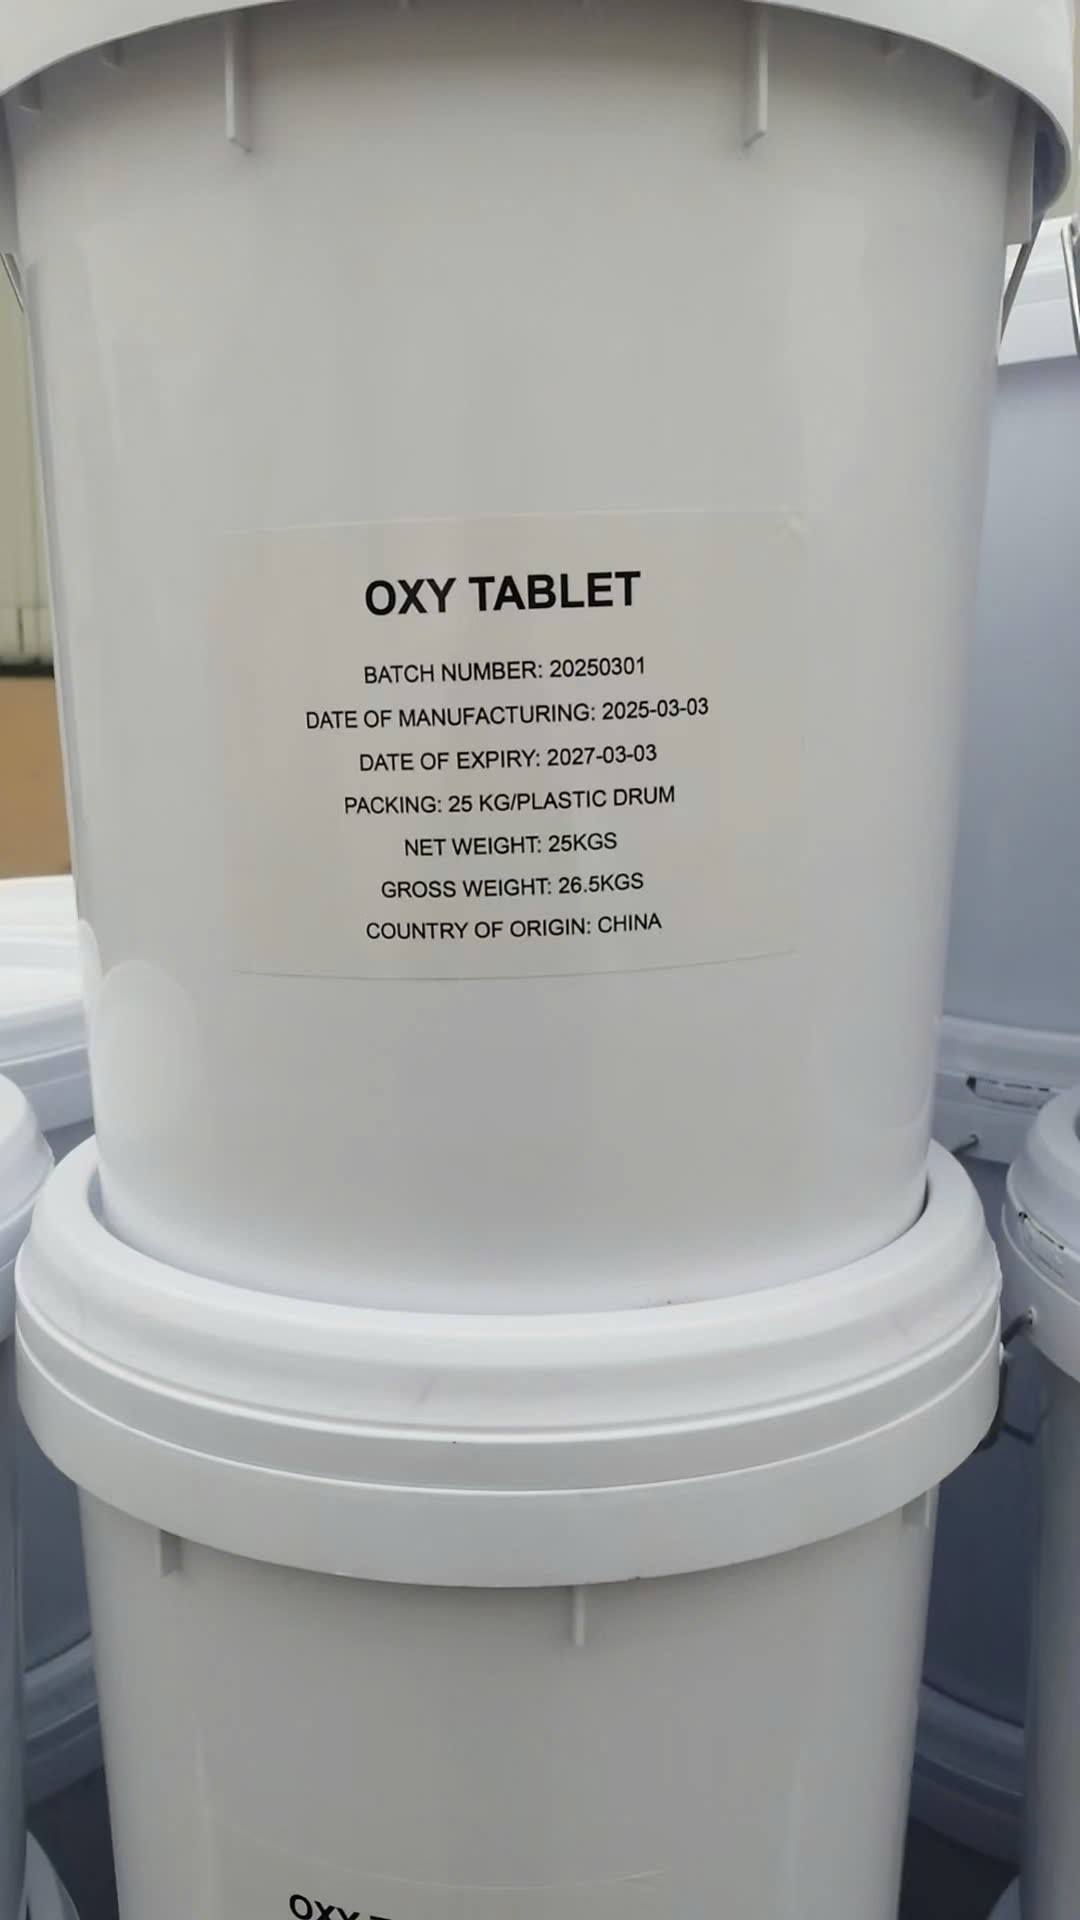 OXY TABLET
BATCH NUMBER: 20250301
DATE OF MANUFACTURING: 2025-03-03
DATE OF EXPIRY: 2027-03-03
PACKING: 25 KG/PLASTIC DRUM
NET WEIGHT: 25KGS
GROSS WEIGHT: 26.5KGS
COUNTRY OF ORIGIN: CHINA
OXY